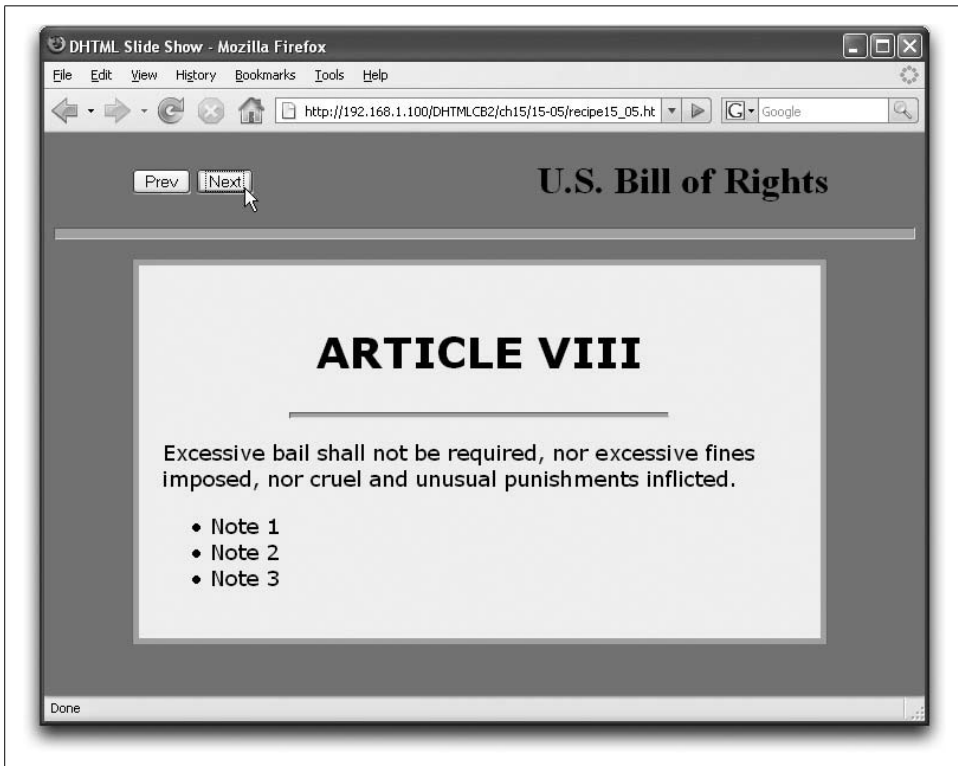 DHTML Slide Show - Mozilla Firefox
File Edit View History Bookmarks Tools Help
http://192.168.1.100/DHTMLCB2/ch15/15-05/recipe15_05.ht G Google
Prev Next U.S. Bill of Rights
ARTICLE VIII
Excessive bail shall not be required, nor excessive fines
imposed, nor cruel and unusual punishments inflicted.
• Note 1
• Note 2
• Note 3
Done